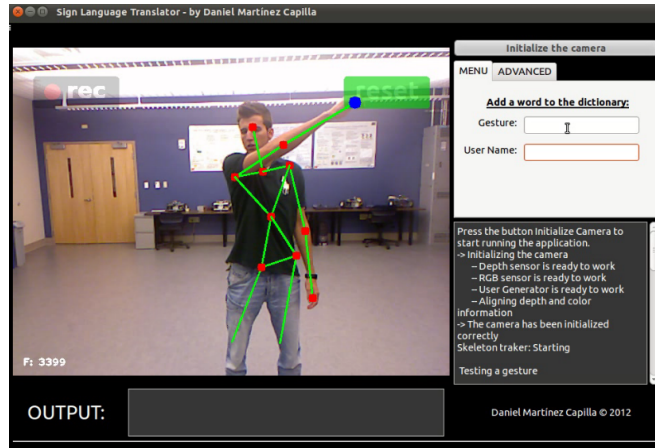 Sign Language Translator - by Daniel Martínez Capilla
Initialize the camera
rec
reset
MENU ADVANCED
Add a word to the dictionary:
Gesture:
User Name:
Press the button Initialize Camera to
start running the application.
-> Initializing the camera
– Depth sensor is ready to work
– RGB sensor is ready to work
– User Generator is ready to work
– Aligning depth and color
information
-> The camera has been initialized
correctly
Skeleton traker: Starting
Testing a gesture
F: 3399
OUTPUT:
Daniel Martínez Capilla © 2012